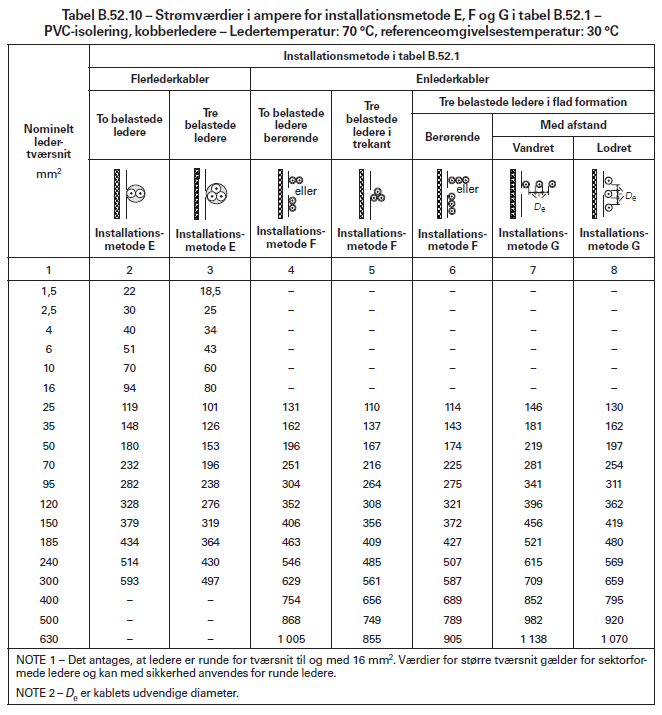 Tabel B.52.10 – Strømværdier i ampere for installationsmetode E, F og G i tabel B.52.1 –
PVC-isolering, kobberledere – Ledertemperatur: 70 ºC, referenceomgivelsestemperatur: 30 ºC
Nominelt
leder-
tværsnit
mm²
Installationsmetode i tabel B.52.1
Flerlederkabler
Enlederkabler
To belastede
ledere
Tre
belastede
ledere
To belastede
ledere
berørende
Tre
belastede
ledere i
trekant
Tre belastede ledere i flad formation
Berørende
Med afstand
Vandret
Lodret
eller
eller
De
De
Installations-
metode E
Installations-
metode E
Installations-
metode F
Installations-
metode F
Installations-
metode F
Installations-
metode G
Installations-
metode G
1 2 3 4 5 6 7 8
1,5 22 18,5 – – – – –
2,5 30 25 – – – – –
4 40 34 – – – – –
6 51 43 – – – – –
10 70 60 – – – – –
16 94 80 – – – – –
25 119 101 131 110 114 146 130
35 148 126 162 137 143 181 162
50 180 153 196 167 174 219 197
70 232 196 251 216 225 281 254
95 282 238 304 264 275 341 311
120 328 276 352 308 321 396 362
150 379 319 406 356 372 456 419
185 434 364 463 409 427 521 480
240 514 430 546 485 507 615 569
300 593 497 629 561 587 709 659
400 – – 754 656 689 852 795
500 – – 868 749 789 982 920
630 – – 1 005 855 905 1 138 1 070
NOTE 1 – Det antages, at ledere er runde for tværsnit til og med 16 mm². Værdier for større tværsnit gælder for sektorfor-
mede ledere og kan med sikkerhed anvendes for runde ledere.
NOTE 2 – De er kablets udvendige diameter.